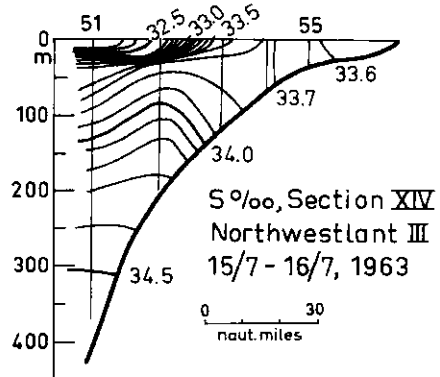 51 32.5 33.0 33.5 55
0
m
100
200
300
400
33.6
33.7
34.0
34.5
S‰, Section XIV
Northwestlant III
15/7 - 16/7, 1963
0 30
naut. miles